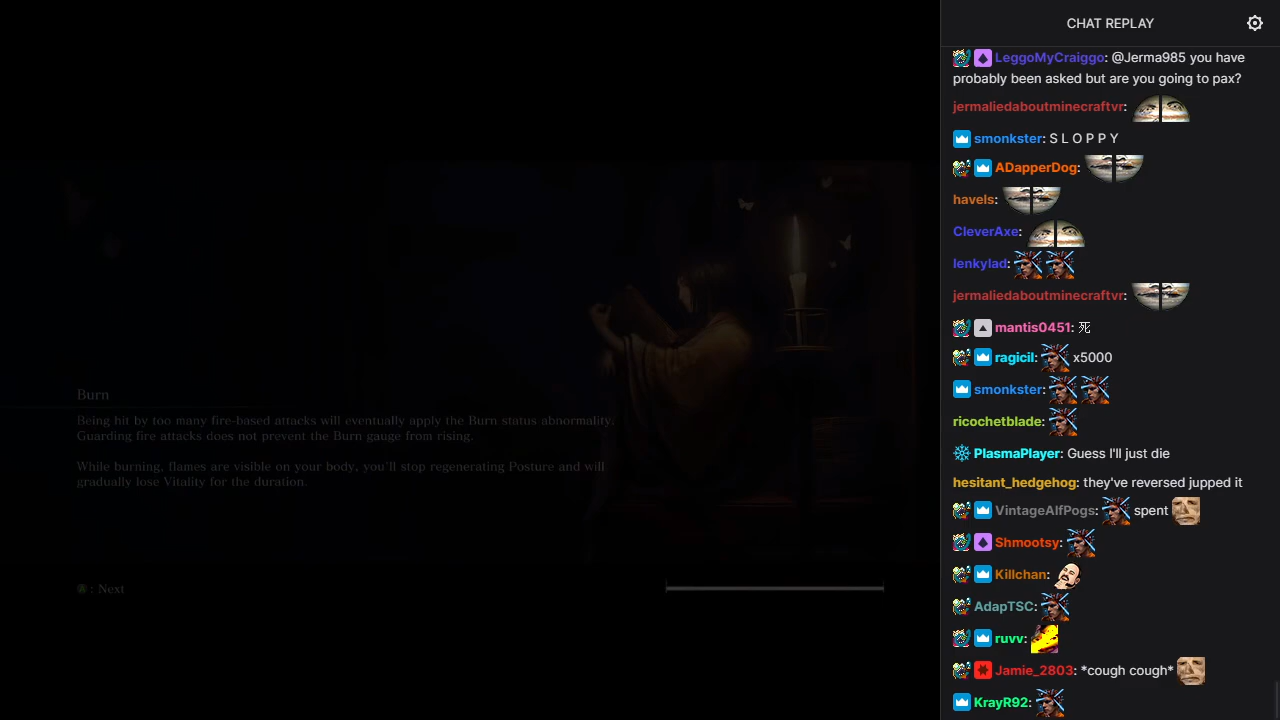 CHAT REPLAY
LeggoMyCraiggo: @Jerma985 you have
probably been asked but are you going to pax?
jermaliedaboutminecraftvr:
smonkster: S L O P P Y
ADapperDog:
havels:
CleverAxe:
lenkylad:
jermaliedaboutminecraftvr:
mantis0451: 死
ragicil: x5000
smonkster:
ricochetblade:
PlasmaPlayer: Guess I'll just die
hesitant_hedgehog: they've reversed jupped it
VintageAlfPogs: spent
Shmootsy:
Killchan:
AdapTSC:
ruvv:
Jamie_2803: *cough cough*
KrayR92:
Burn
Being hit by too many fire-based attacks will eventually apply the Burn status abnormality.
Guarding fire attacks does not prevent the Burn gauge from rising.
While burning, flames are visible on your body, you'll stop regenerating Posture and will
gradually lose Vitality for the duration.
: Next